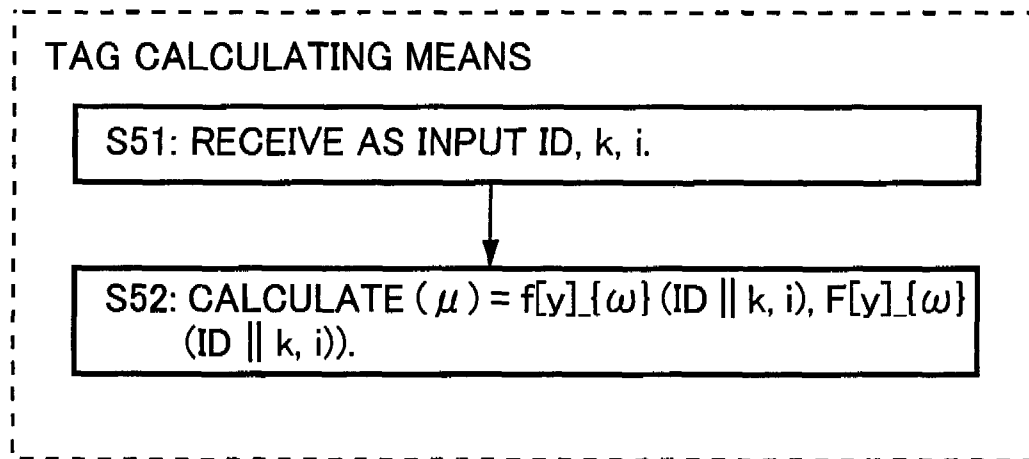 TAG CALCULATING MEANS
S51: RECEIVE AS INPUT ID, k, i.
S52: CALCULATE (μ) = f[y]_{ω} (ID || k, i), F[y]_{ω}
(ID || k, i)).